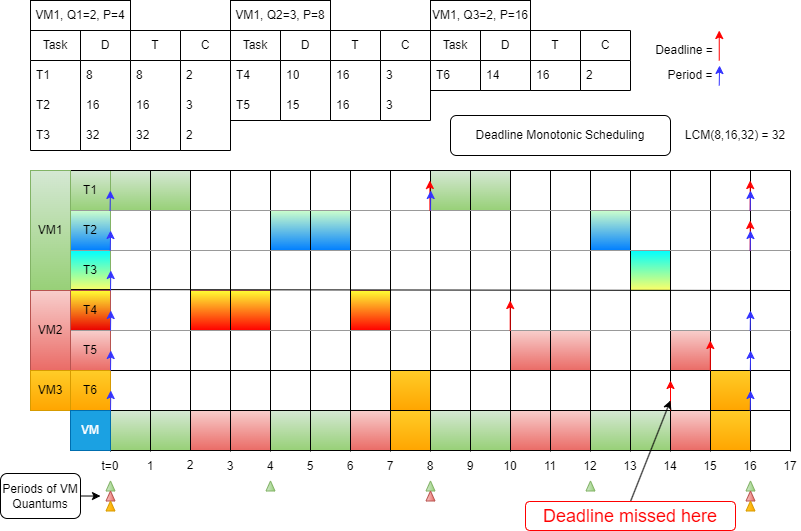 VM1, Q1=2, P=4 VM1, Q2=3, P=8 VM1, Q3=2, P=16
Task D T C Task D T C Task D T C
T1 8 8 2 T4 10 16 3 T6 14 16 2
T2 16 16 3 T5 15 16 3
T3 32 32 2
Deadline =
Period =
Deadline Monotonic Scheduling LCM(8,16,32) = 32
VM1 T1
T2
T3
VM2 T4
T5
VM3 T6
VM
t=0 1 2 3 4 5 6 7 8 9 10 11 12 13 14 15 16 17
Periods of VM
Quantums
Deadline missed here